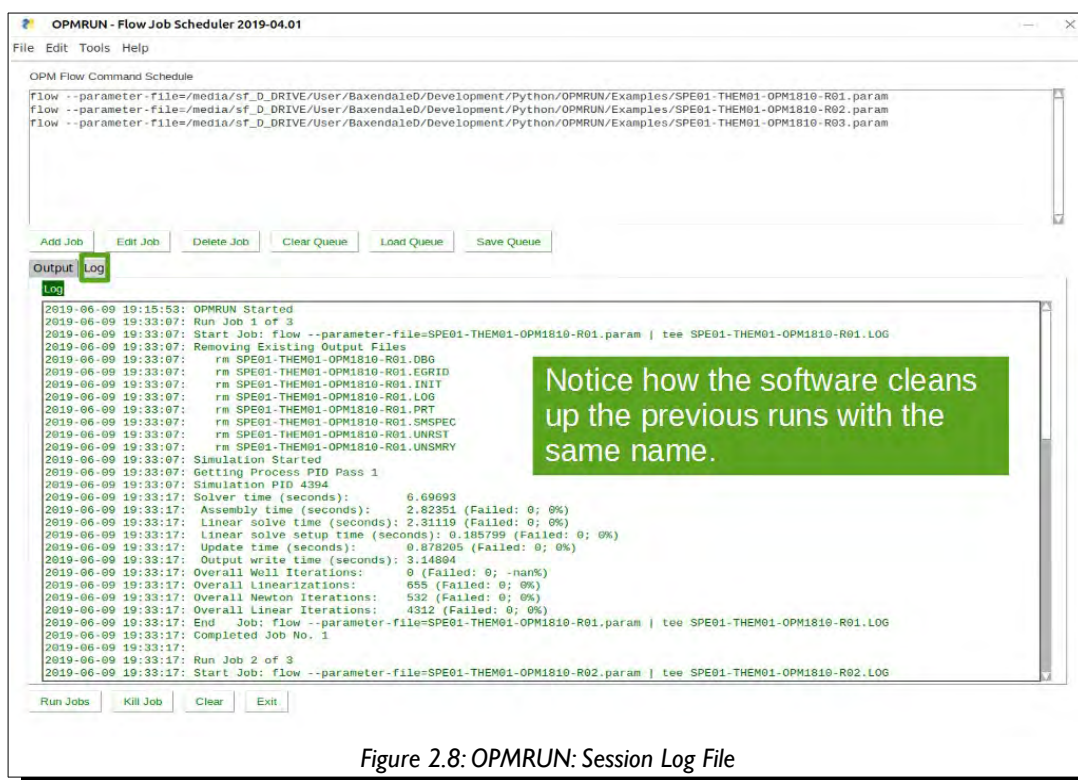 OPMRUN - Flow Job Scheduler 2019-04.01
File Edit Tools Help
OPM Flow Command Schedule
flow --parameter-file=/media/sf_D_DRIVE/User/BaxendaleD/Development/Python/OPMRUN/Examples/SPE01-THEM01-OPM1810-R01.param
flow --parameter-file=/media/sf_D_DRIVE/User/BaxendaleD/Development/Python/OPMRUN/Examples/SPE01-THEM01-OPM1810-R02.param
flow --parameter-file=/media/sf_D_DRIVE/User/BaxendaleD/Development/Python/OPMRUN/Examples/SPE01-THEM01-OPM1810-R03.param
Add Job Edit Job Delete Job Clear Queue Load Queue Save Queue
Output Log
Log
2019-06-09 19:15:53: OPMRUN Started
2019-06-09 19:33:07: Run Job 1 of 3
2019-06-09 19:33:07: Start Job: flow --parameter-file=SPE01-THEM01-OPM1810-R01.param | tee SPE01-THEM01-OPM1810-R01.LOG
2019-06-09 19:33:07: Removing Existing Output Files
2019-06-09 19:33:07: rm SPE01-THEM01-OPM1810-R01.DBG
2019-06-09 19:33:07: rm SPE01-THEM01-OPM1810-R01.EGRID
2019-06-09 19:33:07: rm SPE01-THEM01-OPM1810-R01.INIT
2019-06-09 19:33:07: rm SPE01-THEM01-OPM1810-R01.LOG
2019-06-09 19:33:07: rm SPE01-THEM01-OPM1810-R01.PRT
2019-06-09 19:33:07: rm SPE01-THEM01-OPM1810-R01.SMSPEC
2019-06-09 19:33:07: rm SPE01-THEM01-OPM1810-R01.UNRST
2019-06-09 19:33:07: rm SPE01-THEM01-OPM1810-R01.UNSMRY
2019-06-09 19:33:07: Simulation Started
2019-06-09 19:33:07: Getting Process PID Pass 1
2019-06-09 19:33:07: Simulation PID 4394
2019-06-09 19:33:17: Solver time (seconds): 6.69693
2019-06-09 19:33:17: Assembly time (seconds): 2.82351 (Failed: 0; 0%)
2019-06-09 19:33:17: Linear solve time (seconds): 2.31119 (Failed: 0; 0%)
2019-06-09 19:33:17: Linear solve setup time (seconds): 0.185799 (Failed: 0; 0%)
2019-06-09 19:33:17: Update time (seconds): 0.878205 (Failed: 0; 0%)
2019-06-09 19:33:17: Output write time (seconds): 3.14804
2019-06-09 19:33:17: Overall Well Iterations: 0 (Failed: 0; -nan%)
2019-06-09 19:33:17: Overall Linearizations: 655 (Failed: 0; 0%)
2019-06-09 19:33:17: Overall Newton Iterations: 532 (Failed: 0; 0%)
2019-06-09 19:33:17: Overall Linear Iterations: 4312 (Failed: 0; 0%)
2019-06-09 19:33:17: End Job: flow --parameter-file=SPE01-THEM01-OPM1810-R01.param | tee SPE01-THEM01-OPM1810-R01.LOG
2019-06-09 19:33:17: Completed Job No. 1
2019-06-09 19:33:17:
2019-06-09 19:33:17: Run Job 2 of 3
2019-06-09 19:33:17: Start Job: flow --parameter-file=SPE01-THEM01-OPM1810-R02.param | tee SPE01-THEM01-OPM1810-R02.LOG
Notice how the software cleans
up the previous runs with the
same name.
Run Jobs Kill Job Clear Exit
Figure 2.8: OPMRUN: Session Log File